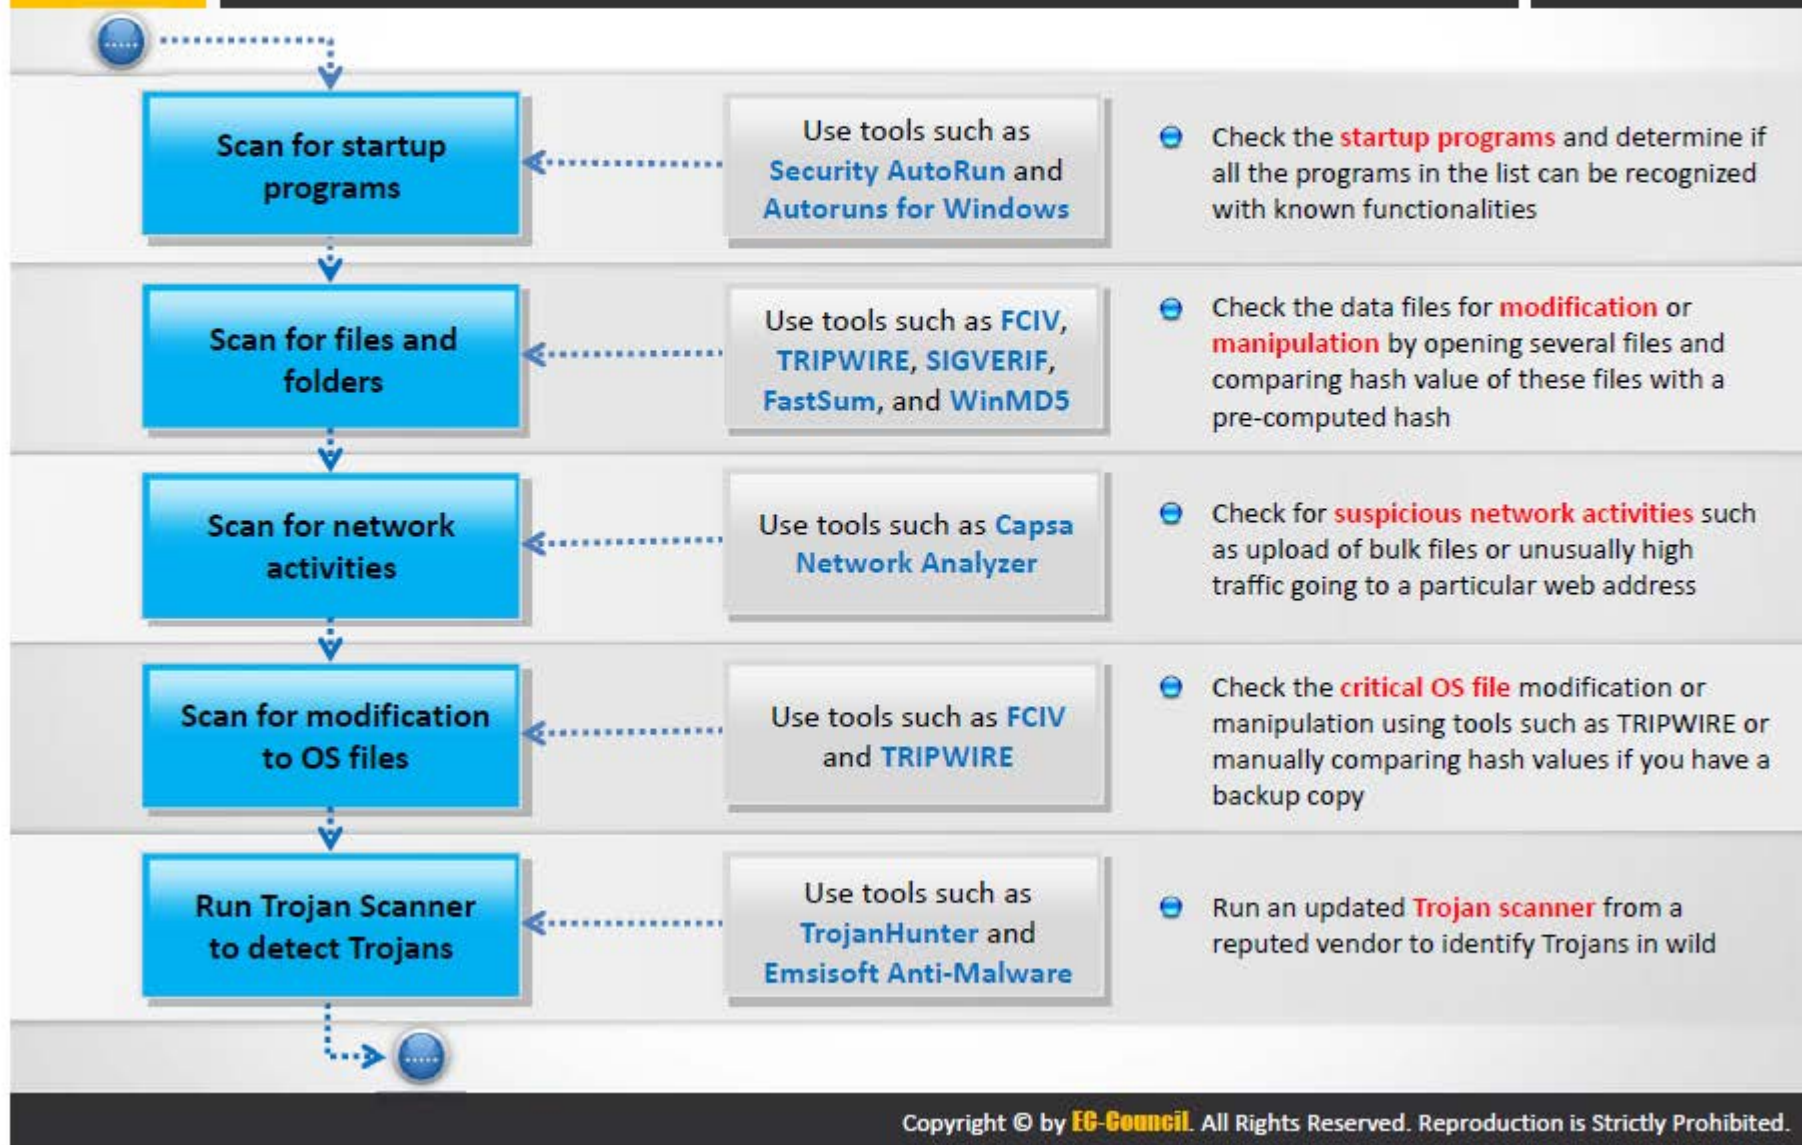 Scan for startup
programs
Use tools such as
Security AutoRun and
Autoruns for Windows
Check the startup programs and determine if
all the programs in the list can be recognized
with known functionalities
Scan for files and
folders
Use tools such as FCIV,
TRIPWIRE, SIGVERIF,
FastSum, and WinMD5
Check the data files for modification or
manipulation by opening several files and
comparing hash value of these files with a
pre-computed hash
Scan for network
activities
Use tools such as Capsa
Network Analyzer
Check for suspicious network activities such
as upload of bulk files or unusually high
traffic going to a particular web address
Scan for modification
to OS files
Use tools such as FCIV
and TRIPWIRE
Check the critical OS file modification or
manipulation using tools such as TRIPWIRE or
manually comparing hash values if you have a
backup copy
Run Trojan Scanner
to detect Trojans
Use tools such as
TrojanHunter and
Emsisoft Anti-Malware
Run an updated Trojan scanner from a
reputed vendor to identify Trojans in wild
Copyright © by EC-Council. All Rights Reserved. Reproduction is Strictly Prohibited.